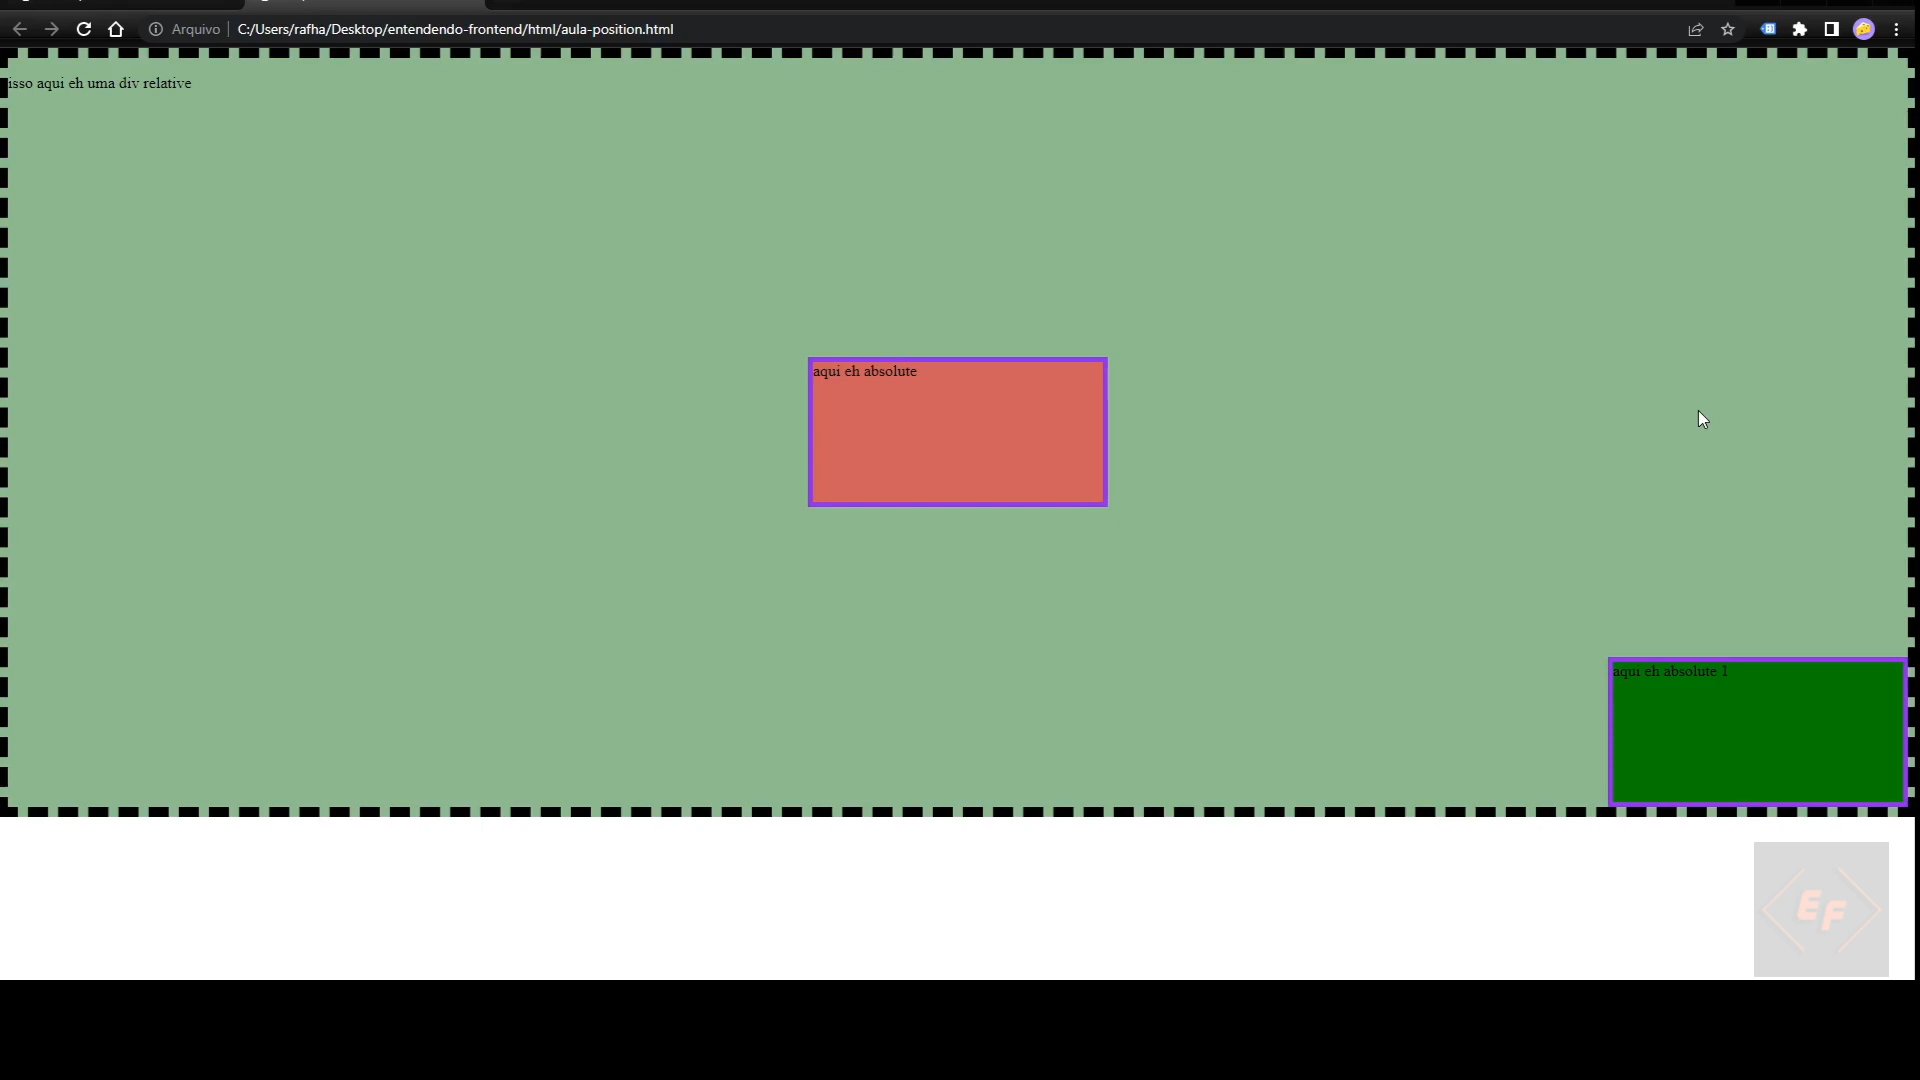 Arquivo C:/Users/rafha/Desktop/entendendo-frontend/html/aula-position.html
isso aqui eh uma div relative
aqui eh absolute
aqui eh absolute 1
EF